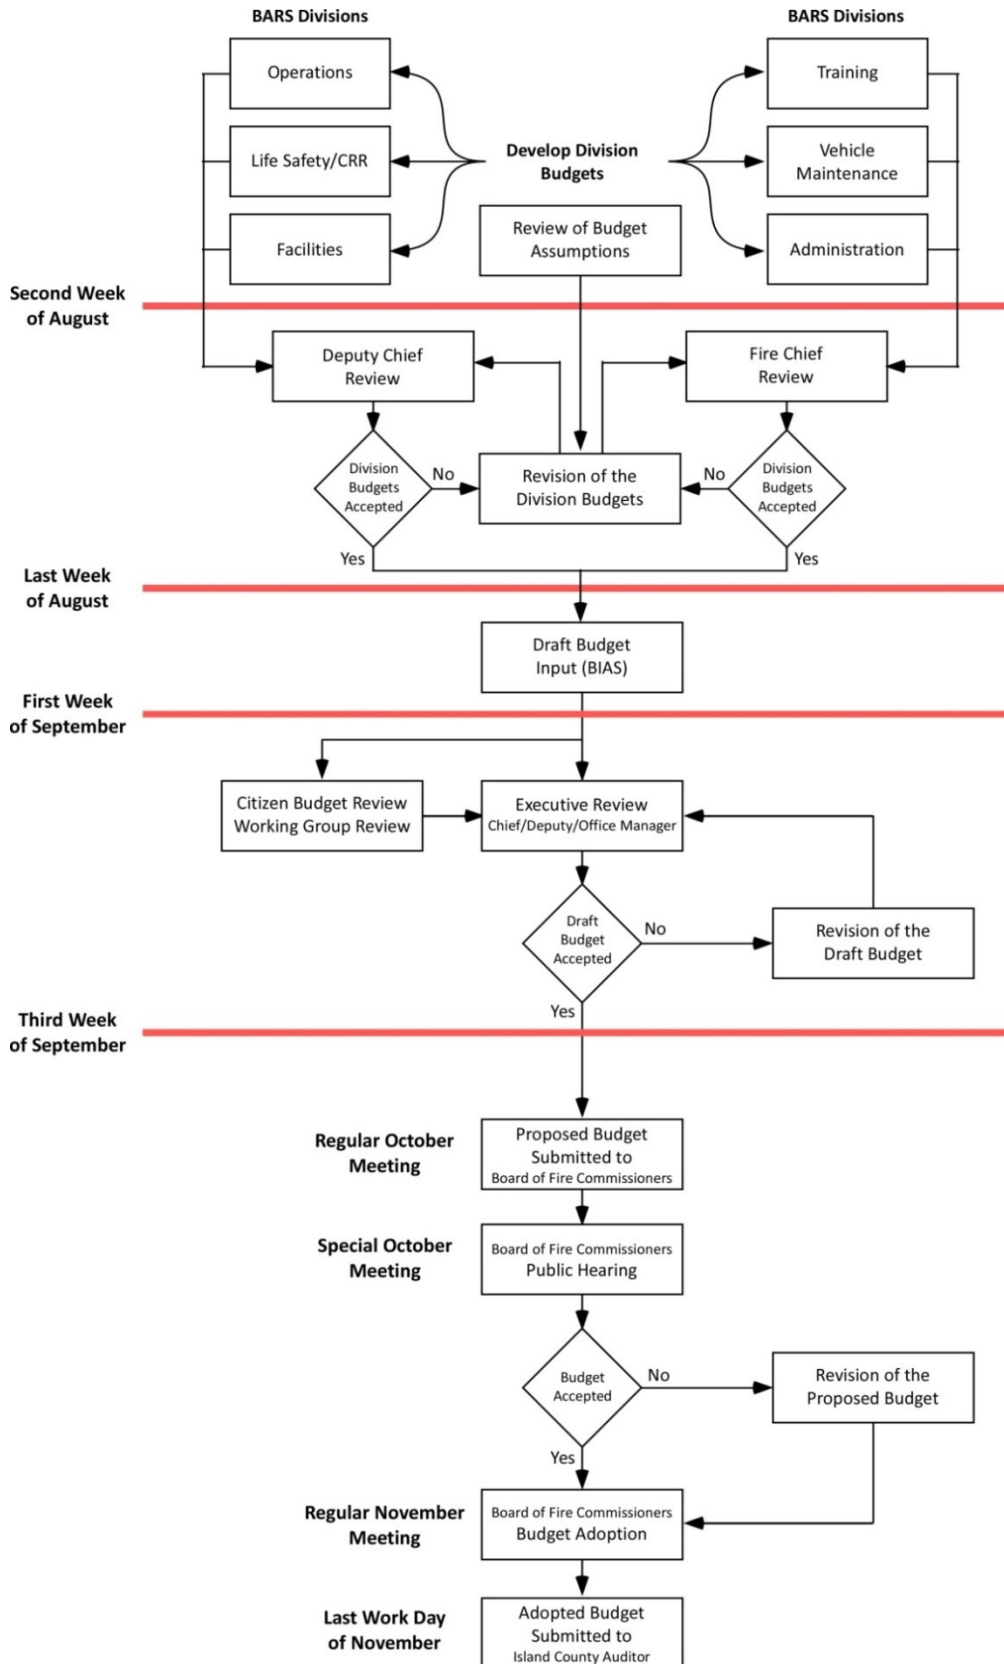 BARS Divisions
BARS Divisions
Operations
Training
Life Safety/CRR
Develop Division
Budgets
Vehicle
Maintenance
Facilities
Review of Budget
Assumptions
Administration
Second Week
of August
Deputy Chief
Review
Fire Chief
Review
Division
Budgets
Accepted
No
Revision of the
Division Budgets
No
Division
Budgets
Accepted
Yes
Yes
Last Week
of August
Draft Budget
Input (BIAS)
First Week
of September
Citizen Budget Review
Working Group Review
Executive Review
Chief/Deputy/Office Manager
Draft
Budget
Accepted
No
Revision of the
Draft Budget
Yes
Third Week
of September
Regular October
Meeting
Proposed Budget
Submitted to
Board of Fire Commissioners
Special October
Meeting
Board of Fire Commissioners
Public Hearing
Budget
Accepted
No
Revision of the
Proposed Budget
Yes
Regular November
Meeting
Board of Fire Commissioners
Budget Adoption
Last Work Day
of November
Adopted Budget
Submitted to
Island County Auditor